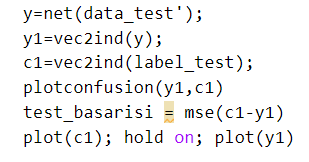 y=net(data_test');
y1=vec2ind(y);
c1=vec2ind(label_test);
plotconfusion(y1,c1)
test_basarisi = mse(c1-y1)
plot(c1); hold on; plot(y1)